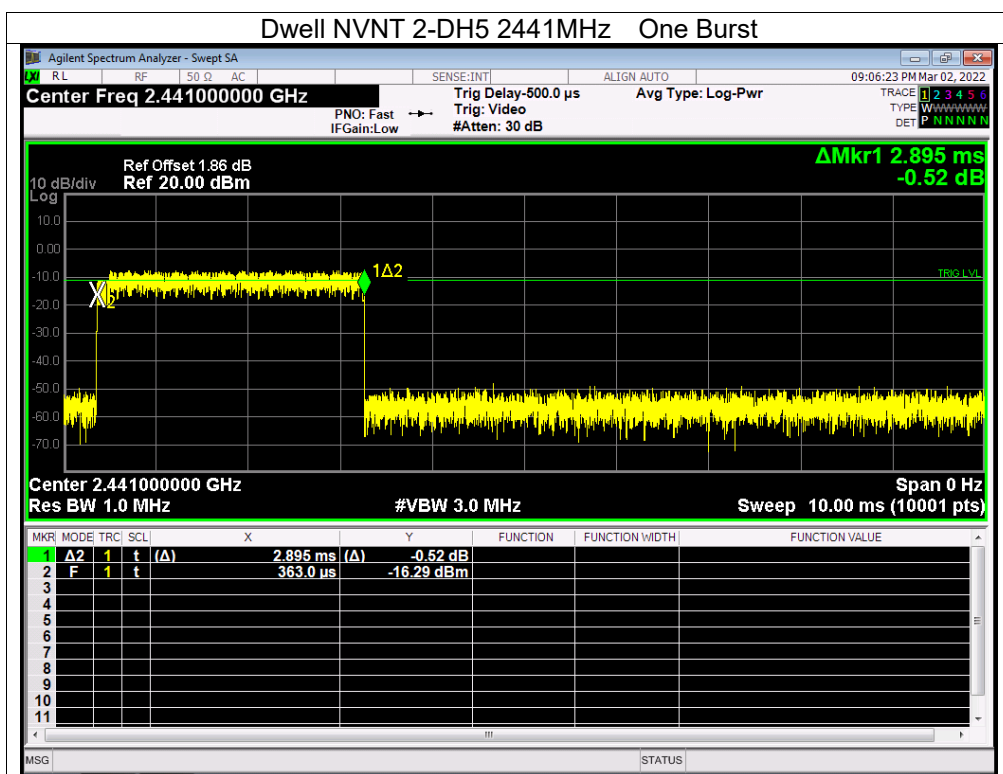 Dwell NVNT 2-DH5 2441MHz One Burst
Agilent Spectrum Analyzer - Swept SA
LXI RL RF 50 Ω AC SENSE:INT ALIGN AUTO 09:06:23 PM Mar 02, 2022
Center Freq 2.441000000 GHz Trig Delay-500.0 µs Avg Type: Log-Pwr TRACE 1 2 3 4 5 6
PNO: Fast Trig: Video TYPE WWWWWW
IFGain:Low #Atten: 30 dB DET P N N N N N
ΔMkr1 2.895 ms
-0.52 dB
Ref Offset 1.86 dB
10 dB/div Ref 20.00 dBm
Log
10.0
0.00
-10.0
1Δ2
TRIG LVL
2
-20.0
-30.0
-40.0
-50.0
-60.0
-70.0
Center 2.441000000 GHz Span 0 Hz
Res BW 1.0 MHz #VBW 3.0 MHz Sweep 10.00 ms (10001 pts)
MKR MODE TRC SCL X Y FUNCTION FUNCTION WIDTH FUNCTION VALUE
1 Δ2 1 t (Δ) 2.895 ms (Δ) -0.52 dB
2 F 1 t 363.0 µs -16.29 dBm
3
4
5
6
7
8
9
10
11
MSG STATUS